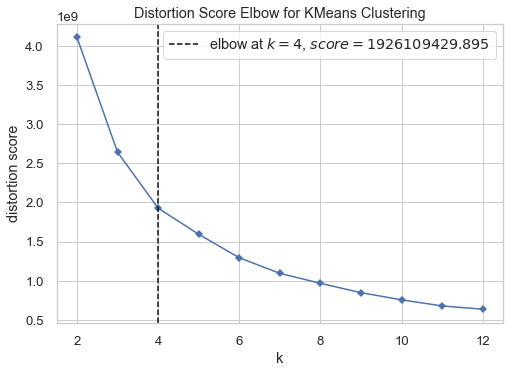 Distortion Score Elbow for KMeans Clustering
1e9
elbow at k = 4, score = 1926109429.895
4.0
3.5
3.0
2.5
2.0
1.5
1.0
0.5
distortion score
2 4 6 8 10 12
k